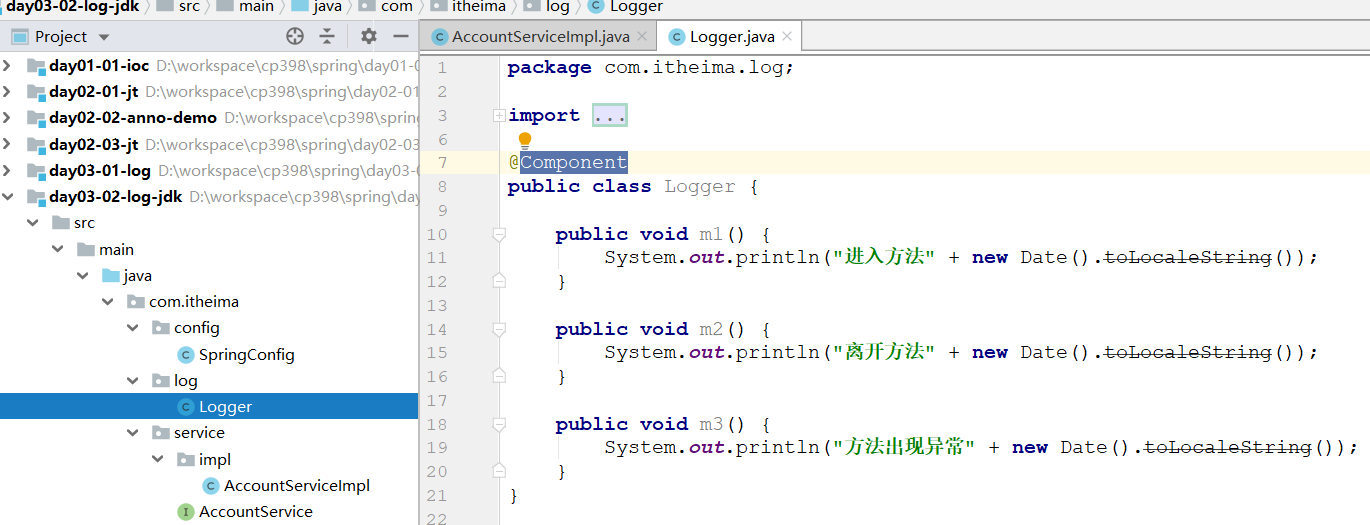 day03-02-log-jdk src main java com itheima log Logger
Project
AccountServiceImpl.java Logger.java
day01-01-ioc D:\workspace\cp398\spring\day01-0
day02-01-jt D:\workspace\cp398\spring\day02-01
day02-02-anno-demo D:\workspace\cp398\spring
day02-03-jt D:\workspace\cp398\spring\day02-03
day03-01-log D:\workspace\cp398\spring\day03-0
day03-02-log-jdk D:\workspace\cp398\spring\day
src
main
java
com.itheima
config
SpringConfig
log
Logger
service
impl
AccountServiceImpl
AccountService
1 package com.itheima.log;
2
3 import ...
6
7 @Component
8 public class Logger {
9
10 public void m1() {
11 System.out.println("进入方法" + new Date().toLocaleString());
12 }
13
14 public void m2() {
15 System.out.println("离开方法" + new Date().toLocaleString());
16 }
17
18 public void m3() {
19 System.out.println("方法出现异常" + new Date().toLocaleString());
20 }
21 }
22